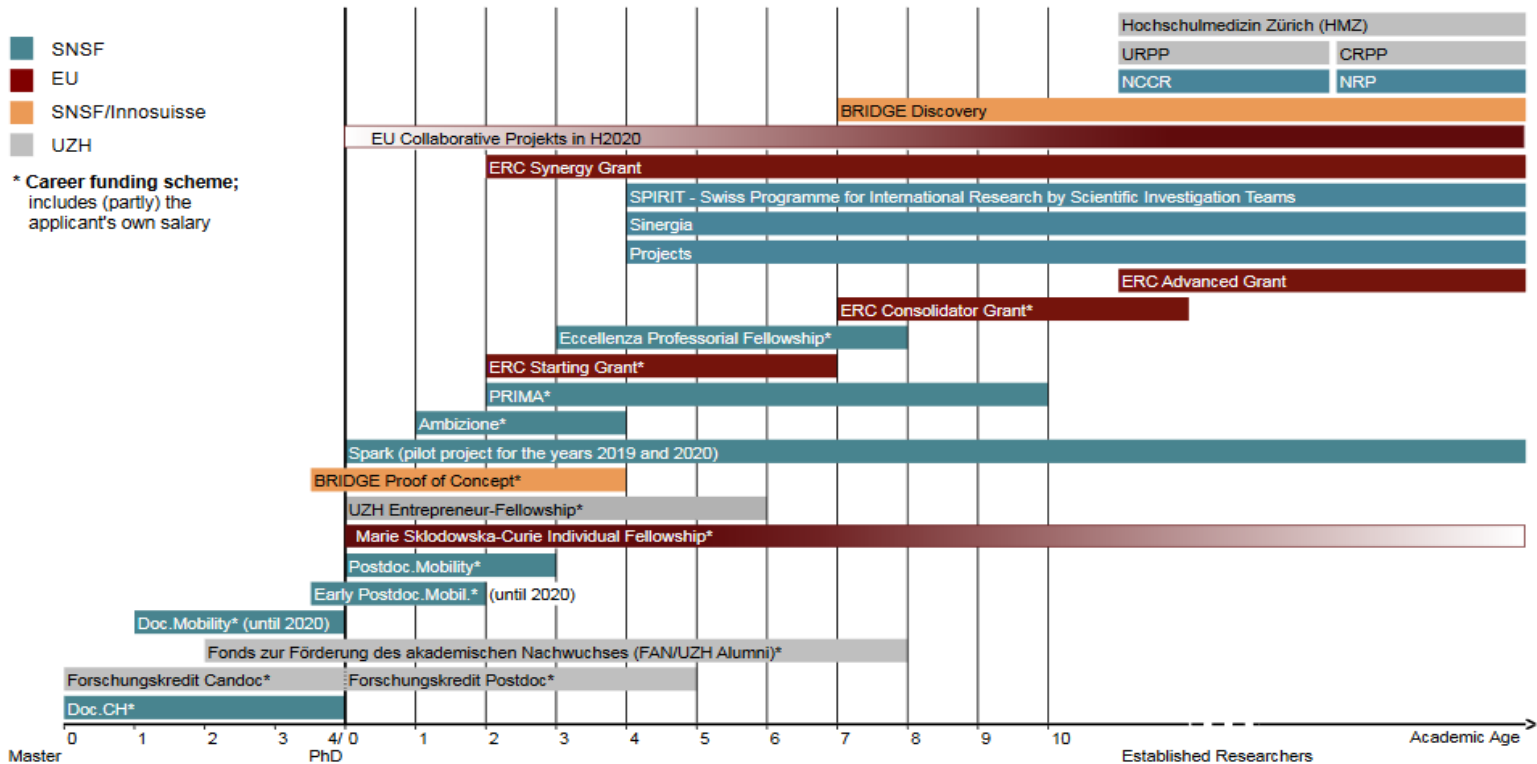 SNSF
EU
SNSF/Innosuisse
UZH
* Career funding scheme;
includes (partly) the
applicant's own salary
Hochschulmedizin Zürich (HMZ)
URPP CRPP
NCCR NRP
BRIDGE Discovery
EU Collaborative Projekts in H2020
ERC Synergy Grant
SPIRIT - Swiss Programme for International Research by Scientific Investigation Teams
Sinergia
Projects
ERC Advanced Grant
ERC Consolidator Grant*
Eccellenza Professorial Fellowship*
ERC Starting Grant*
PRIMA*
Ambizione*
Spark (pilot project for the years 2019 and 2020)
BRIDGE Proof of Concept*
UZH Entrepreneur-Fellowship*
Marie Sklodowska-Curie Individual Fellowship*
Postdoc.Mobility*
Early Postdoc.Mobil.* (until 2020)
Doc.Mobility* (until 2020)
Fonds zur Förderung des akademischen Nachwuchses (FAN/UZH Alumni)*
Forschungskredit Candoc* Forschungskredit Postdoc*
Doc.CH*
0 1 2 3 4/ 0 1 2 3 4 5 6 7 8 9 10 Academic Age
Master PhD Established Researchers